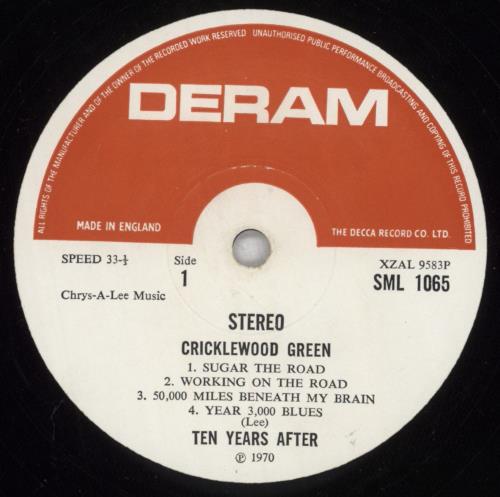 ALL RIGHTS OF THE MANUFACTURER AND OF THE OWNER OF THE RECORDED WORK RESERVED UNAUTHORISED PUBLIC PERFORMANCE BROADCASTING AND COPYING OF THIS RECORD PROHIBITED
DERAM
MADE IN ENGLAND
THE DECCA RECORD CO. LTD.
SPEED 33-⅓
Side
1
XZAL 9583P
SML 1065
Chrys-A-Lee Music
STEREO
CRICKLEWOOD GREEN
1. SUGAR THE ROAD
2. WORKING ON THE ROAD
3. 50,000 MILES BENEATH MY BRAIN
4. YEAR 3,000 BLUES
(Lee)
TEN YEARS AFTER
℗ 1970